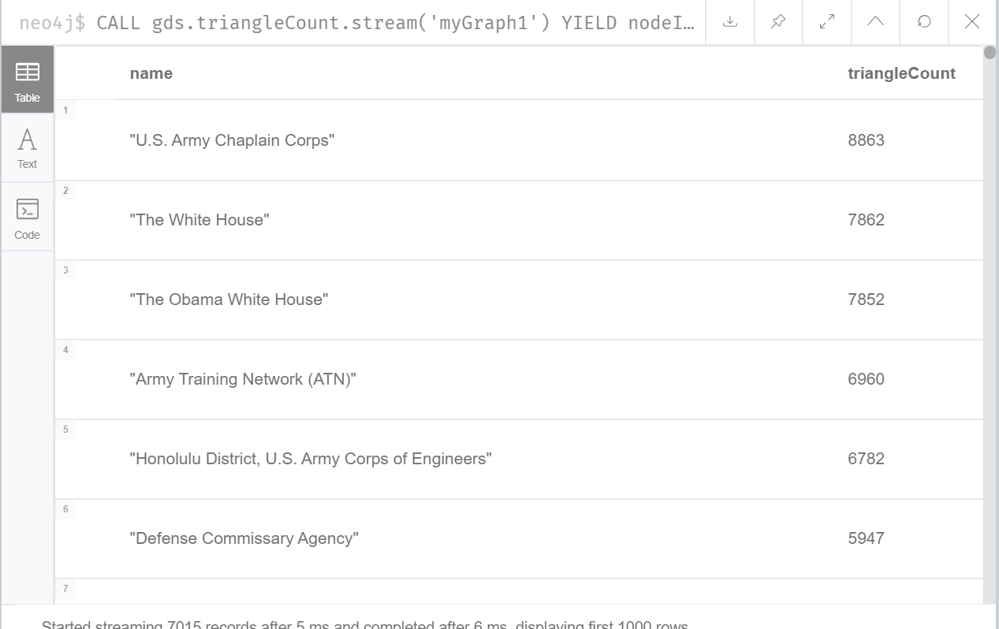 neo4j$ CALL gds.triangleCount.stream('myGraph1') YIELD nodeI…
Table
Text
Code
name triangleCount
1
"U.S. Army Chaplain Corps" 8863
2
"The White House" 7862
3
"The Obama White House" 7852
4
"Army Training Network (ATN)" 6960
5
"Honolulu District, U.S. Army Corps of Engineers" 6782
6
"Defense Commissary Agency" 5947
7
Started streaming 7015 records after 5 ms and completed after 6 ms, displaying first 1000 rows.